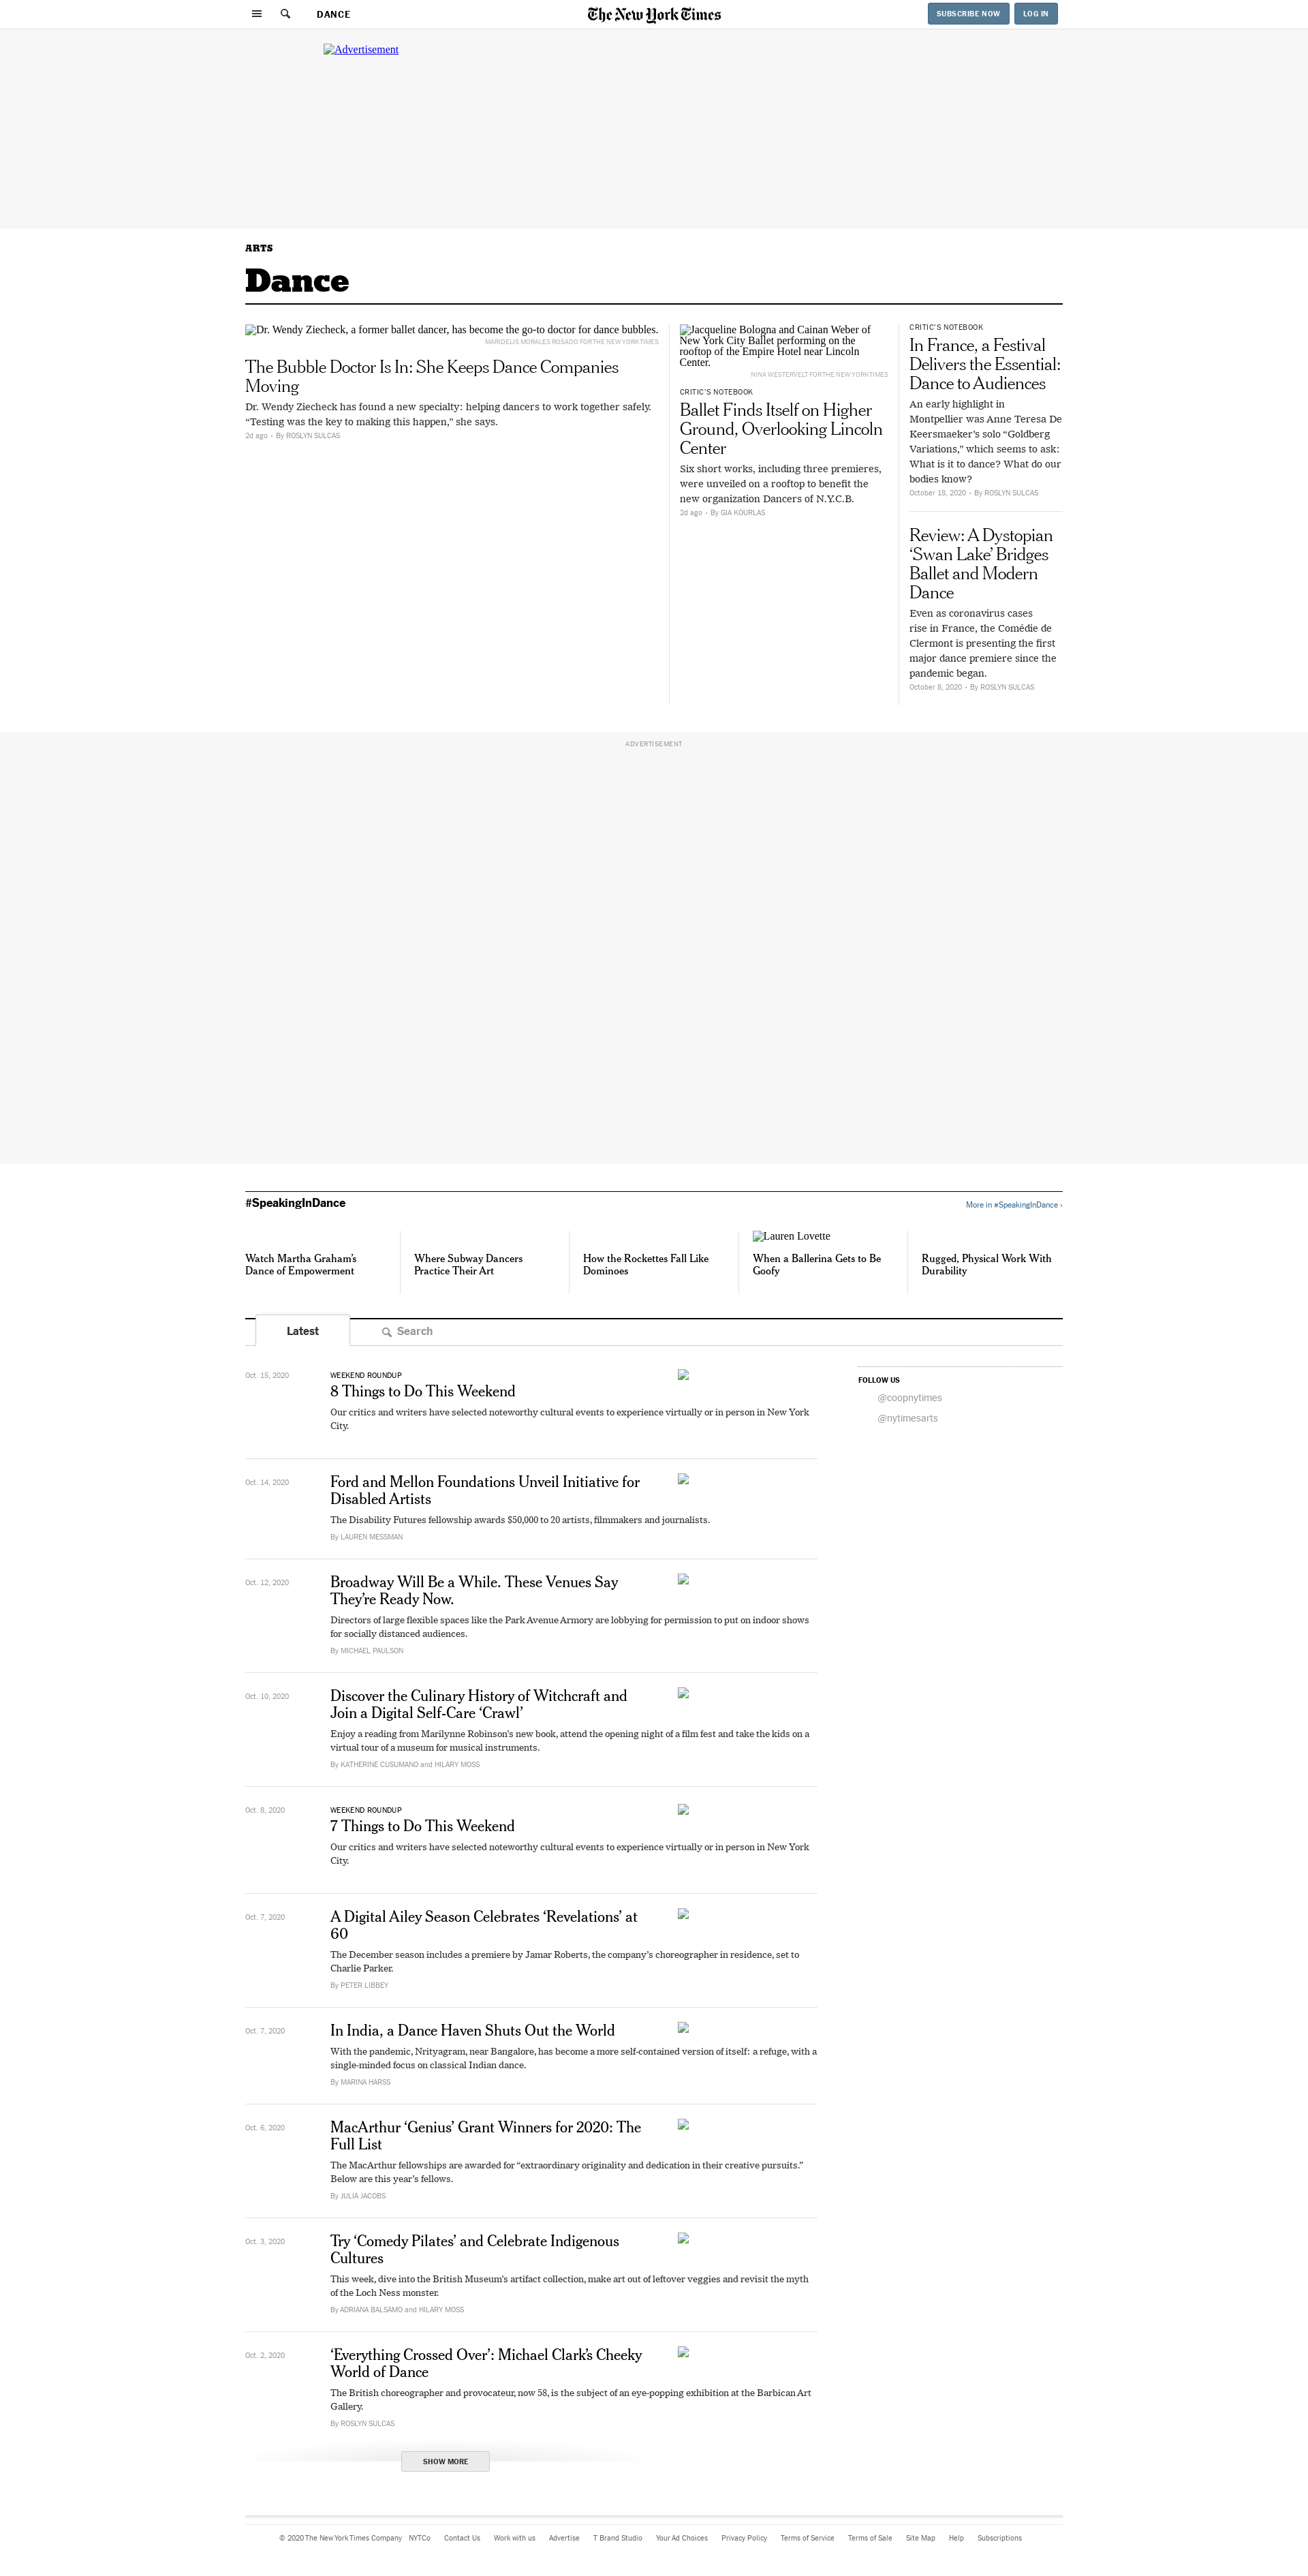 DANCE
The New York Times
SUBSCRIBE NOW
LOG IN
Advertisement
ARTS
Dance
Dr. Wendy Ziecheck, a former ballet dancer, has become the go-to doctor for dance bubbles.
MARIDELIS MORALES ROSADO FOR THE NEW YORK TIMES
The Bubble Doctor Is In: She Keeps Dance Companies
Moving
Dr. Wendy Ziecheck has found a new specialty: helping dancers to work together safely.
“Testing was the key to making this happen,” she says.
2d ago - By ROSLYN SULCAS
Jacqueline Bologna and Cainan Weber of
New York City Ballet performing on the
rooftop of the Empire Hotel near Lincoln
Center.
NINA WESTERVELT FOR THE NEW YORK TIMES
CRITIC’S NOTEBOOK
Ballet Finds Itself on Higher
Ground, Overlooking Lincoln
Center
Six short works, including three premieres,
were unveiled on a rooftop to benefit the
new organization Dancers of N.Y.C.B.
2d ago - By GIA KOURLAS
CRITIC’S NOTEBOOK
In France, a Festival
Delivers the Essential:
Dance to Audiences
An early highlight in
Montpellier was Anne Teresa De
Keersmaeker’s solo “Goldberg
Variations,” which seems to ask:
What is it to dance? What do our
bodies know?
October 18, 2020 - By ROSLYN SULCAS
Review: A Dystopian
‘Swan Lake’ Bridges
Ballet and Modern
Dance
Even as coronavirus cases
rise in France, the Comédie de
Clermont is presenting the first
major dance premiere since the
pandemic began.
October 8, 2020 - By ROSLYN SULCAS
ADVERTISEMENT
#SpeakingInDance
More in #SpeakingInDance ›
Watch Martha Graham’s
Dance of Empowerment
Where Subway Dancers
Practice Their Art
How the Rockettes Fall Like
Dominoes
Lauren Lovette
When a Ballerina Gets to Be
Goofy
Rugged, Physical Work With
Durability
Latest
Search
Oct. 15, 2020
WEEKEND ROUNDUP
8 Things to Do This Weekend
Our critics and writers have selected noteworthy cultural events to experience virtually or in person in New York
City.
FOLLOW US
@coopnytimes
@nytimesarts
Oct. 14, 2020
Ford and Mellon Foundations Unveil Initiative for
Disabled Artists
The Disability Futures fellowship awards $50,000 to 20 artists, filmmakers and journalists.
By LAUREN MESSMAN
Oct. 12, 2020
Broadway Will Be a While. These Venues Say
They’re Ready Now.
Directors of large flexible spaces like the Park Avenue Armory are lobbying for permission to put on indoor shows
for socially distanced audiences.
By MICHAEL PAULSON
Oct. 10, 2020
Discover the Culinary History of Witchcraft and
Join a Digital Self-Care ‘Crawl’
Enjoy a reading from Marilynne Robinson’s new book, attend the opening night of a film fest and take the kids on a
virtual tour of a museum for musical instruments.
By KATHERINE CUSUMANO and HILARY MOSS
Oct. 8, 2020
WEEKEND ROUNDUP
7 Things to Do This Weekend
Our critics and writers have selected noteworthy cultural events to experience virtually or in person in New York
City.
Oct. 7, 2020
A Digital Ailey Season Celebrates ‘Revelations’ at
60
The December season includes a premiere by Jamar Roberts, the company’s choreographer in residence, set to
Charlie Parker.
By PETER LIBBEY
Oct. 7, 2020
In India, a Dance Haven Shuts Out the World
With the pandemic, Nrityagram, near Bangalore, has become a more self-contained version of itself: a refuge, with a
single-minded focus on classical Indian dance.
By MARINA HARSS
Oct. 6, 2020
MacArthur ‘Genius’ Grant Winners for 2020: The
Full List
The MacArthur fellowships are awarded for “extraordinary originality and dedication in their creative pursuits.”
Below are this year’s fellows.
By JULIA JACOBS
Oct. 3, 2020
Try ‘Comedy Pilates’ and Celebrate Indigenous
Cultures
This week, dive into the British Museum’s artifact collection, make art out of leftover veggies and revisit the myth
of the Loch Ness monster.
By ADRIANA BALSAMO and HILARY MOSS
Oct. 2, 2020
‘Everything Crossed Over’: Michael Clark’s Cheeky
World of Dance
The British choreographer and provocateur, now 58, is the subject of an eye-popping exhibition at the Barbican Art
Gallery.
By ROSLYN SULCAS
SHOW MORE
© 2020 The New York Times Company NYTCo Contact Us Work with us Advertise T Brand Studio Your Ad Choices Privacy Policy Terms of Service Terms of Sale Site Map Help Subscriptions